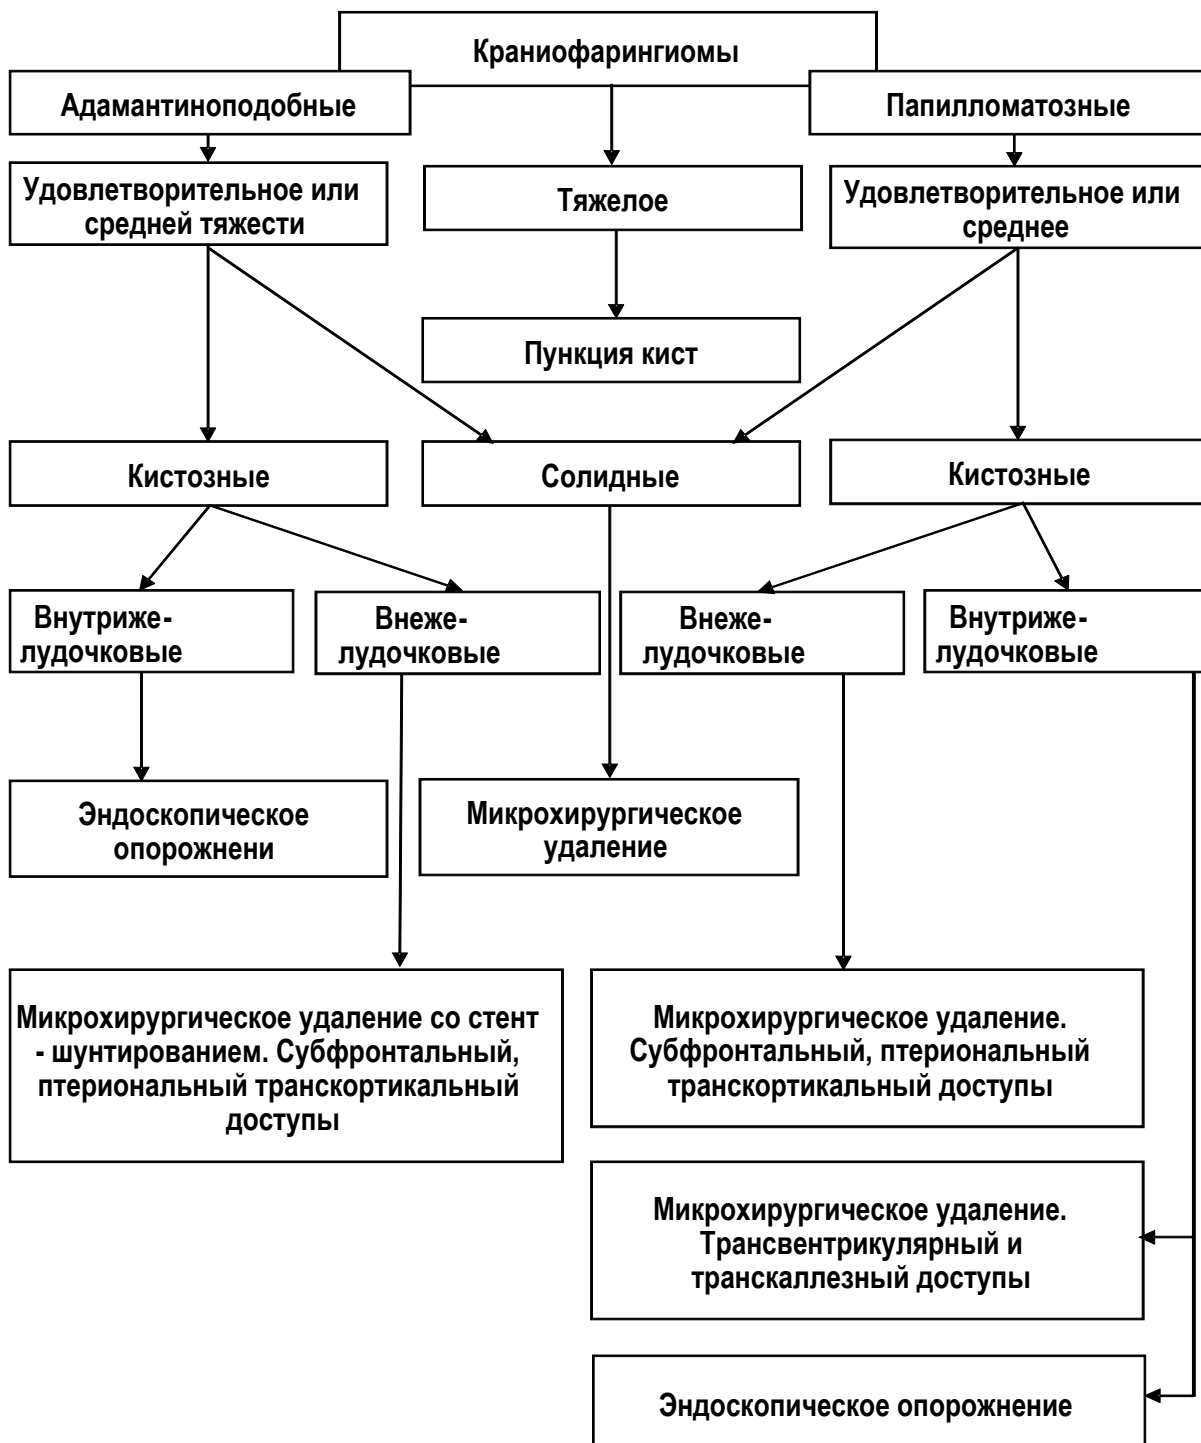 Краниофарингиомы
Адамантиноподобные
Папилломатозные
Удовлетворительное или
средней тяжести
Тяжелое
Удовлетворительное или
среднее
Пункция кист
Кистозные
Солидные
Кистозные
Внутриже-
лудочковые
Внеже-
лудочковые
Внеже-
лудочковые
Внутриже-
лудочковые
Эндоскопическое
опорожнени
Микрохирургическое
удаление
Микрохирургическое удаление со стент
- шунтированием. Субфронтальный,
птериональный транскортикальный
доступы
Микрохирургическое удаление.
Субфронтальный, птериональный
транскортикальный доступы
Микрохирургическое удаление.
Трансвентрикулярный и
транскаллезный доступы
Эндоскопическое опорожнение